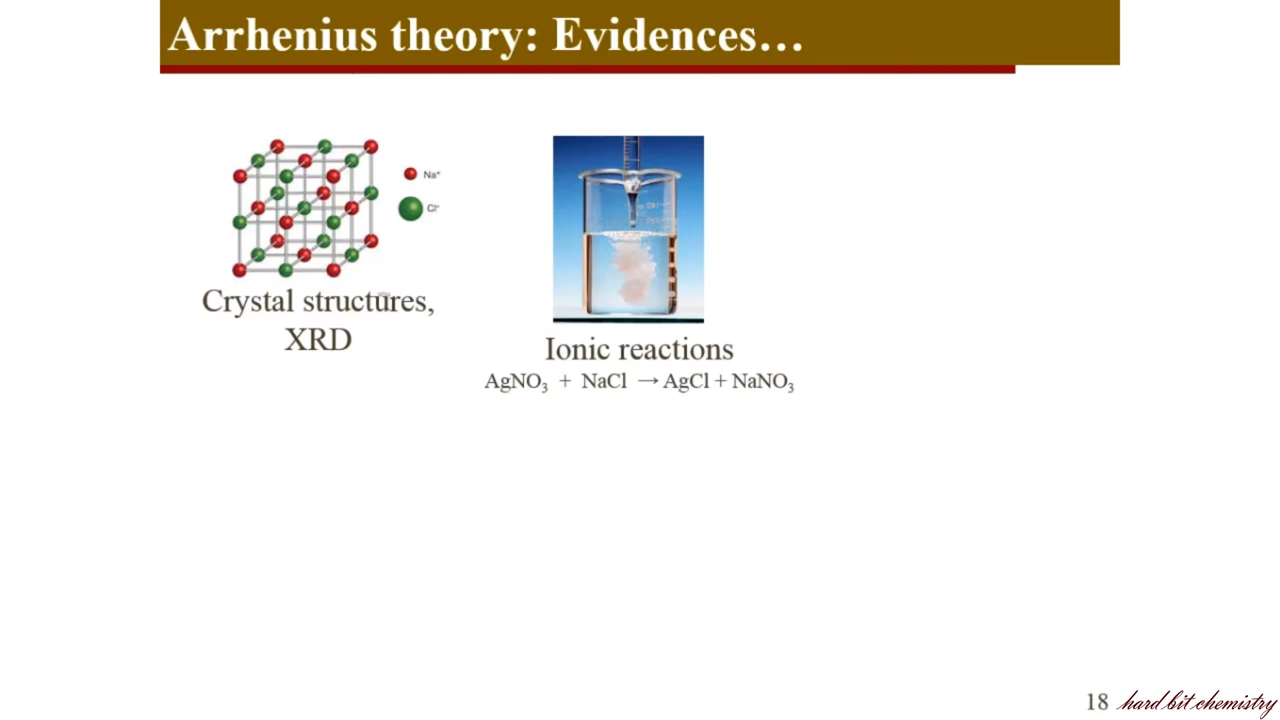 Arrhenius theory: Evidences…
Na⁺
Cl⁻
Crystal structures,
XRD
Ionic reactions
AgNO₃ + NaCl → AgCl + NaNO₃
18
hard bit chemistry